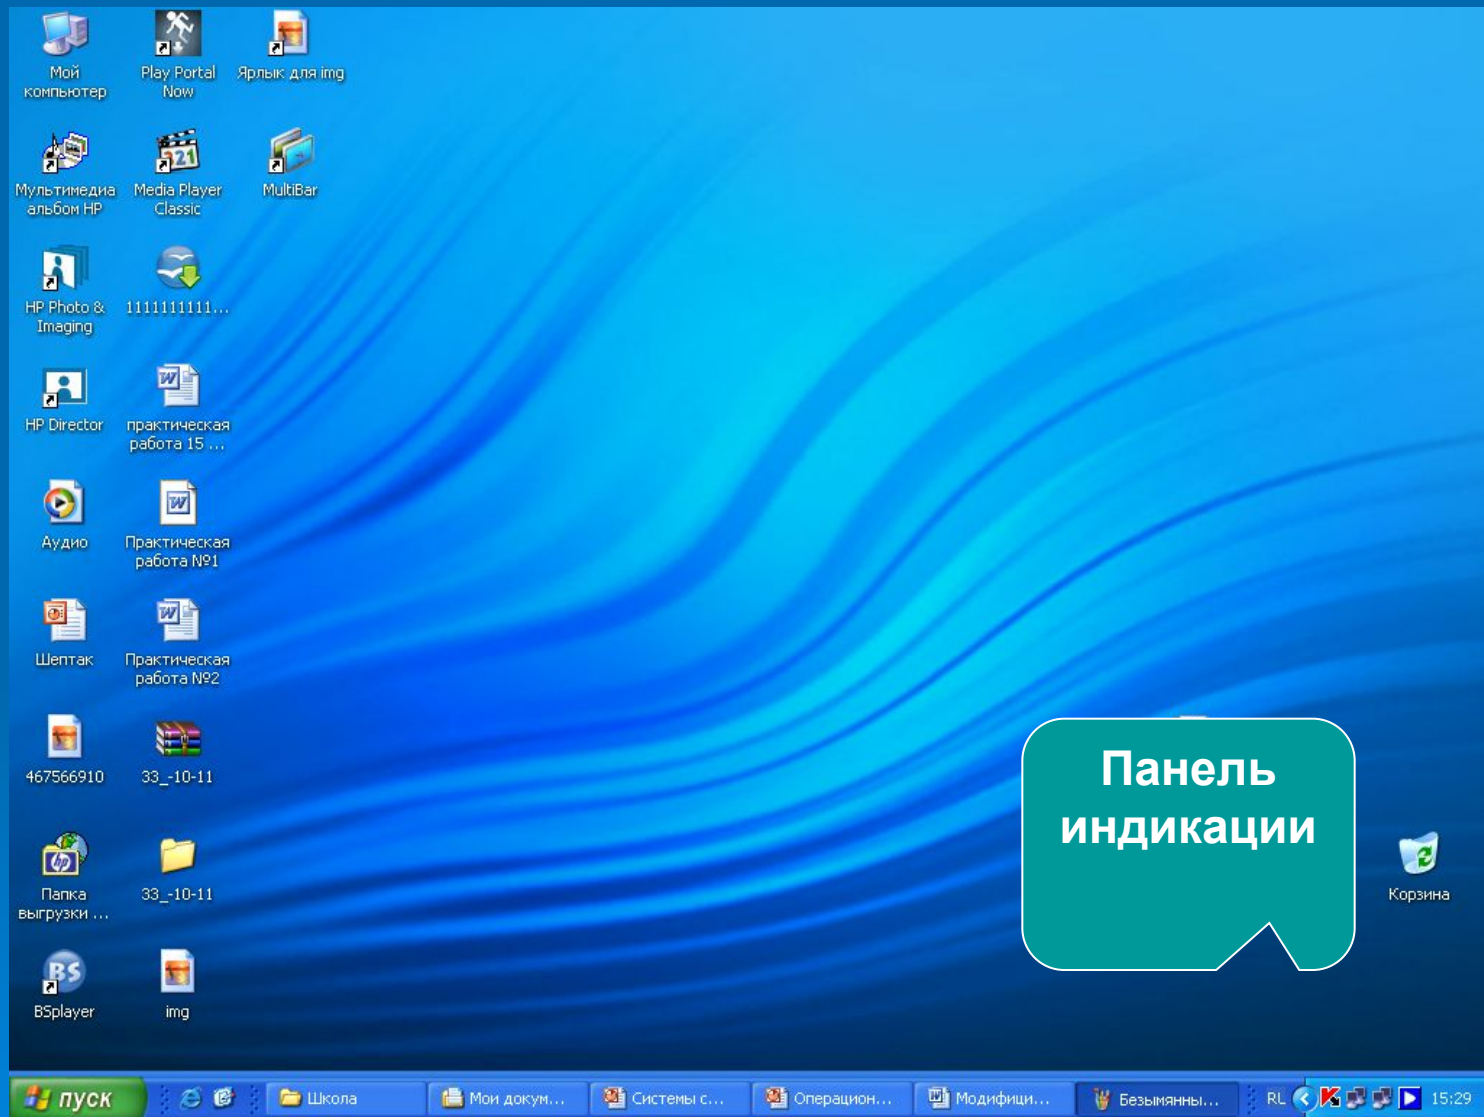 Мой
компьютер
Play Portal
Now
Ярлык для img
Мультимедиа
альбом HP
Media Player
Classic
MultiBar
HP Photo &
Imaging
1111111111...
HP Director
практическая
работа 15 ...
Аудио
Практическая
работа №1
Шептак
Практическая
работа №2
467566910
33_-10-11
Папка
выгрузки ...
33_-10-11
BSplayer
img
Панель
индикации
Корзина
пуск
Школа
Мои докум...
Системы с...
Операцион...
Модифици...
Безымянны...
RL
15:29